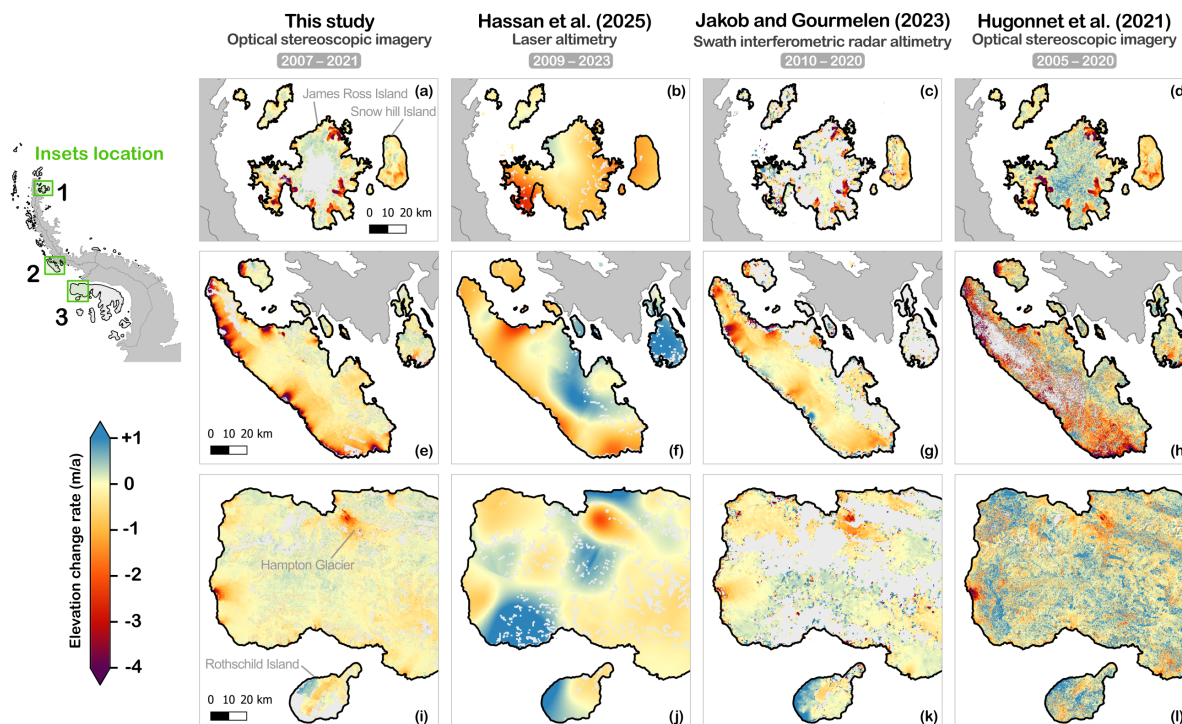 This study
Optical stereoscopic imagery
2007 – 2021
Hassan et al. (2025)
Laser altimetry
2009 – 2023
Jakob and Gourmelen (2023)
Swath interferometric radar altimetry
2010 – 2020
Hugonnet et al. (2021)
Optical stereoscopic imagery
2005 – 2020
Insets location
1
2
3
Elevation change rate (m/a)
+1
0
-1
-2
-3
-4
(a)
James Ross Island
Snow hill Island
0 10 20 km
(b)
(c)
(d)
0 10 20 km
(e)
(f)
(g)
(h)
Hampton Glacier
Rothschild Island
0 10 20 km
(i)
(j)
(k)
(l)